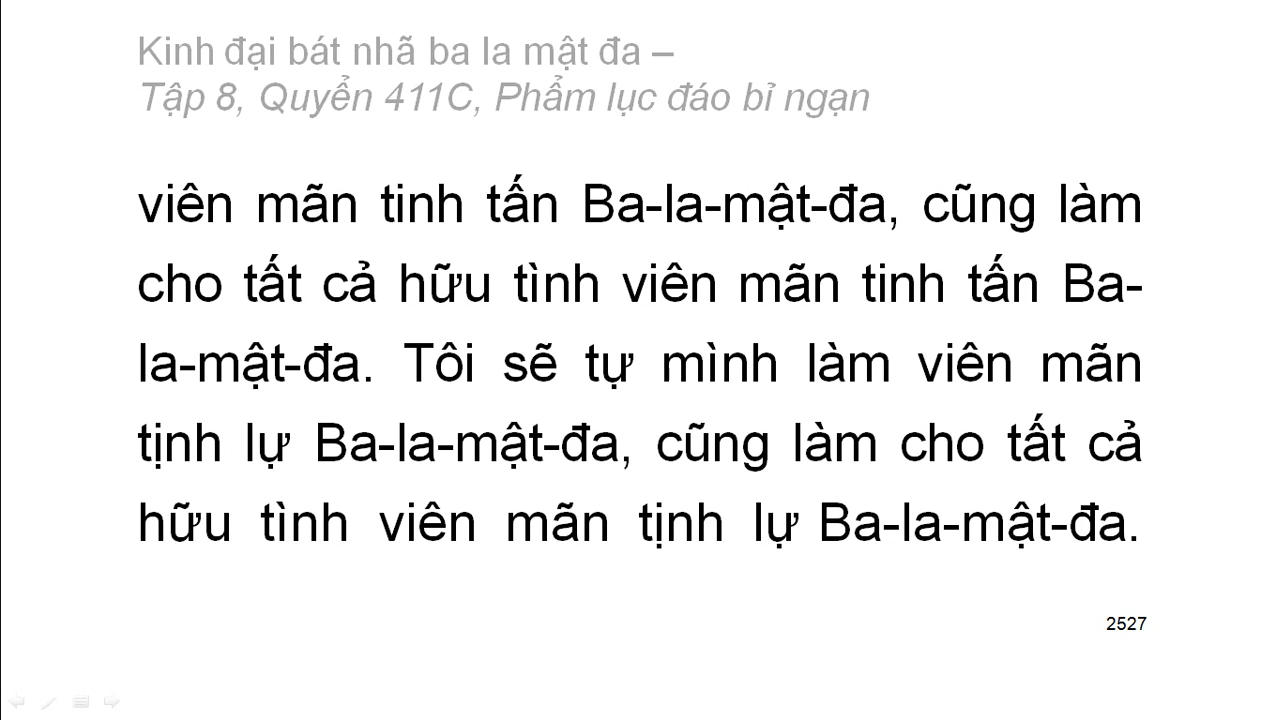 Kinh đại bát nhã ba la mật đa –
Tập 8, Quyển 411C, Phẩm lục đáo bỉ ngạn
viên mãn tinh tấn Ba-la-mật-đa, cũng làm
cho tất cả hữu tình viên mãn tinh tấn Ba-
la-mật-đa. Tôi sẽ tự mình làm viên mãn
tịnh lự Ba-la-mật-đa, cũng làm cho tất cả
hữu tình viên mãn tịnh lự Ba-la-mật-đa.
2527